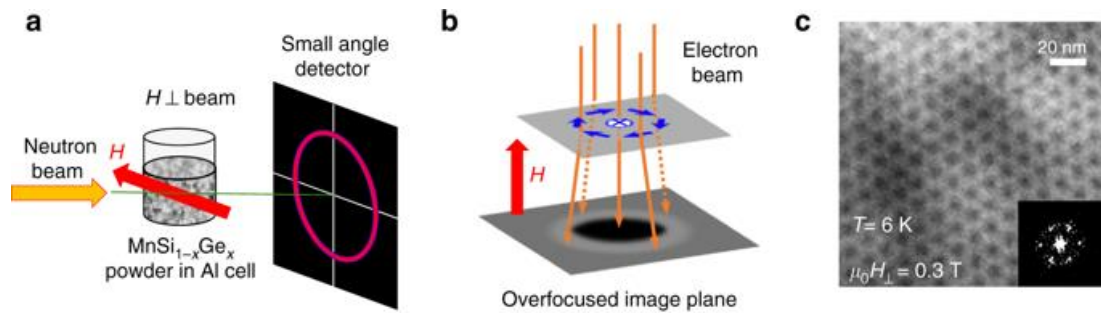 a
Small angle
detector
H ⊥ beam
Neutron
beam
H
MnSi₁₋ₓGeₓ
powder in Al cell
b
Electron
beam
H
Overfocused image plane
c
20 nm
T= 6 K
μ₀H⊥ = 0.3 T